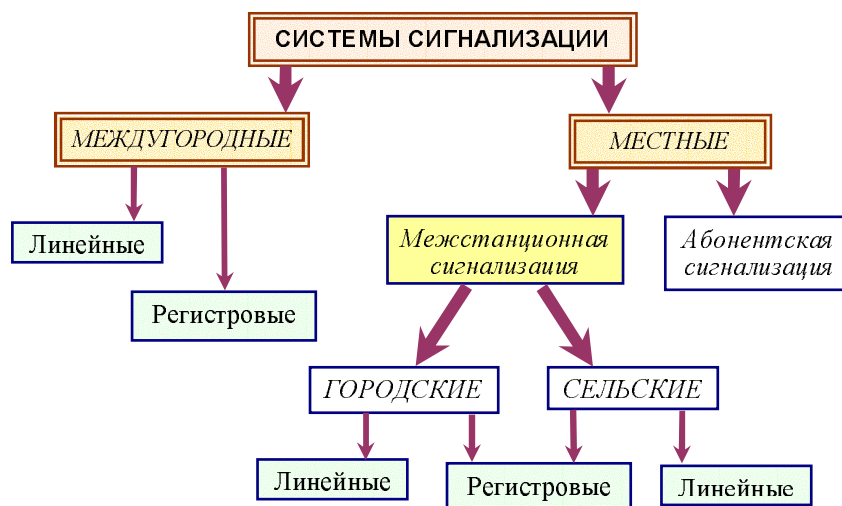 СИСТЕМЫ СИГНАЛИЗАЦИИ
МЕЖДУГОРОДНЫЕ
МЕСТНЫЕ
Линейные
Регистровые
Межстанционная
сигнализация
Абонентская
сигнализация
ГОРОДСКИЕ
СЕЛЬСКИЕ
Линейные
Регистровые
Линейные